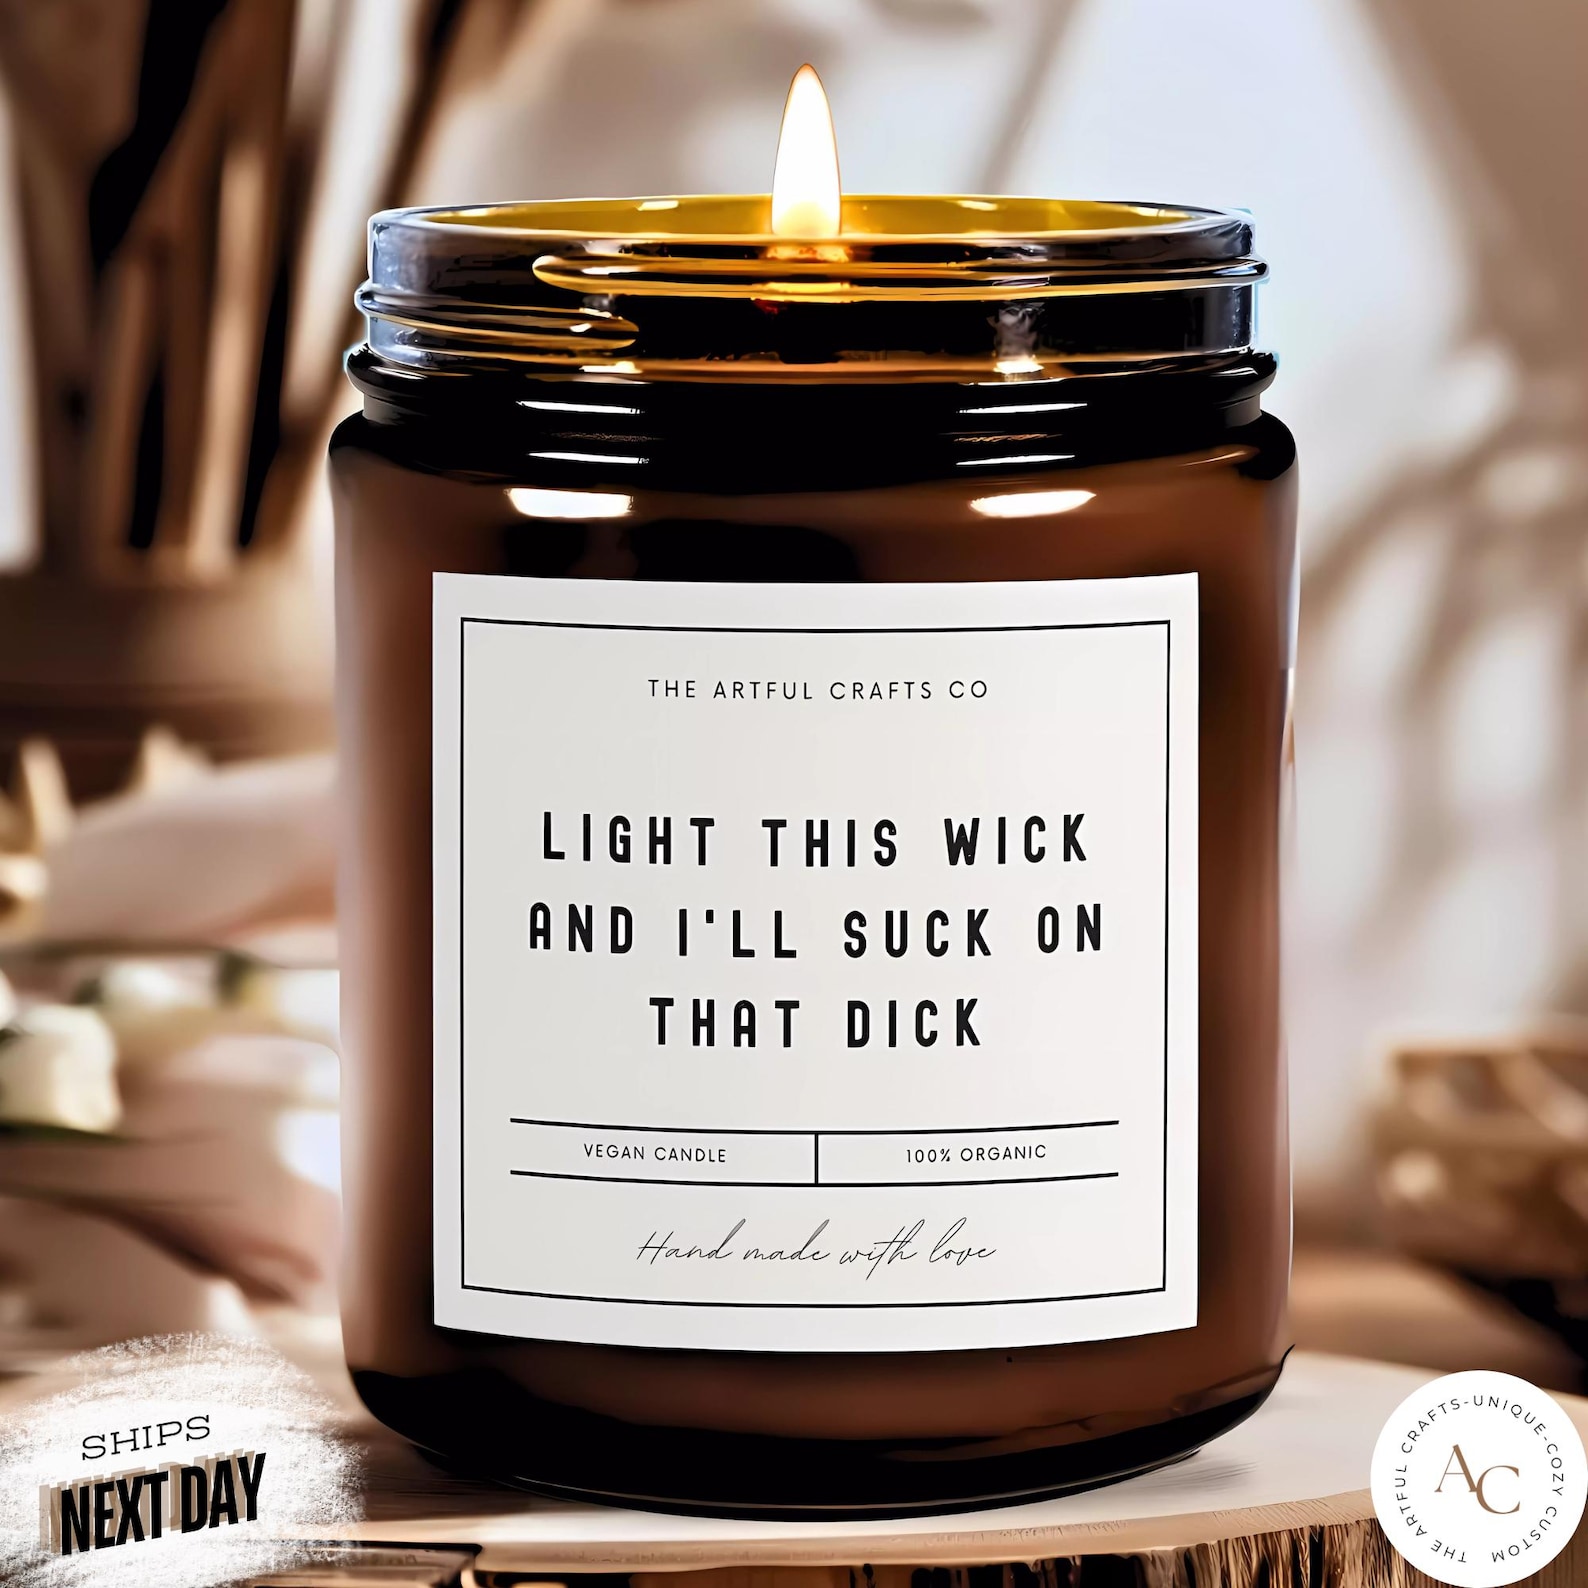 THE ARTFUL CRAFTS CO
LIGHT THIS WICK
AND I'LL SUCK ON
THAT DICK
VEGAN CANDLE
100% ORGANIC
Hand made with love
SHIPS
NEXT DAY
THE ARTFUL CRAFTS-UNIQUE-COZY CUSTOM
AC